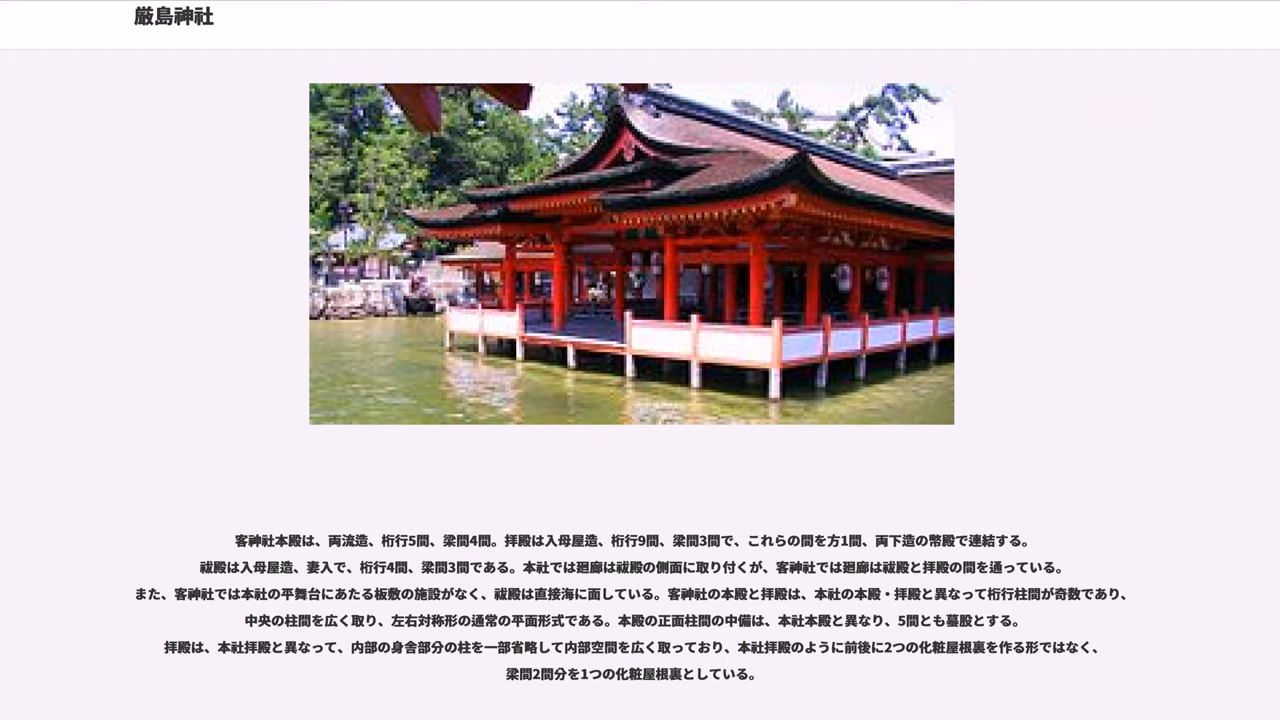 厳島神社
客神社本殿は、両流造、桁行5間、梁間4間。拝殿は入母屋造、桁行9間、梁間3間で、これらの間を方1間、両下造の幣殿で連結する。
祓殿は入母屋造、妻入で、桁行4間、梁間3間である。本社では廻廊は祓殿の側面に取り付くが、客神社では廻廊は祓殿と拝殿の間を通っている。
また、客神社では本社の平舞台にあたる板敷の施設がなく、祓殿は直接海に面している。客神社の本殿と拝殿は、本社の本殿・拝殿と異なって桁行柱間が奇数であり、
中央の柱間を広く取り、左右対称形の通常の平面形式である。本殿の正面柱間の中備は、本社本殿と異なり、5間とも蟇股とする。
拝殿は、本社拝殿と異なって、内部の身舎部分の柱を一部省略して内部空間を広く取っており、本社拝殿のように前後に2つの化粧屋根裏を作る形ではなく、
梁間2間分を1つの化粧屋根裏としている。